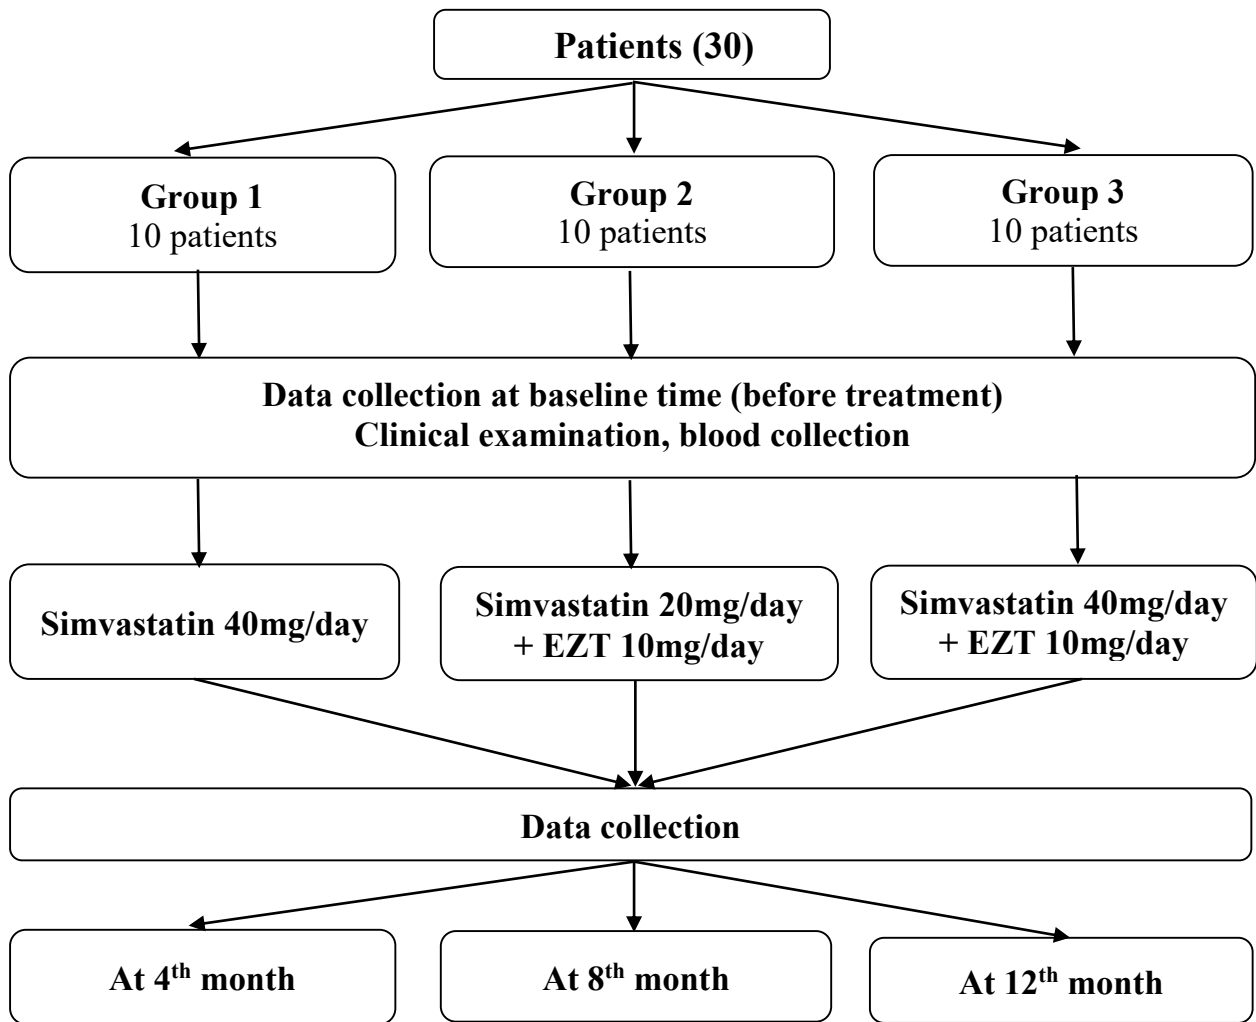 Patients (30)
Group 1
10 patients
Group 2
10 patients
Group 3
10 patients
Data collection at baseline time (before treatment)
Clinical examination, blood collection
Simvastatin 40mg/day
Simvastatin 20mg/day
+ EZT 10mg/day
Simvastatin 40mg/day
+ EZT 10mg/day
Data collection
At 4th month
At 8th month
At 12th month